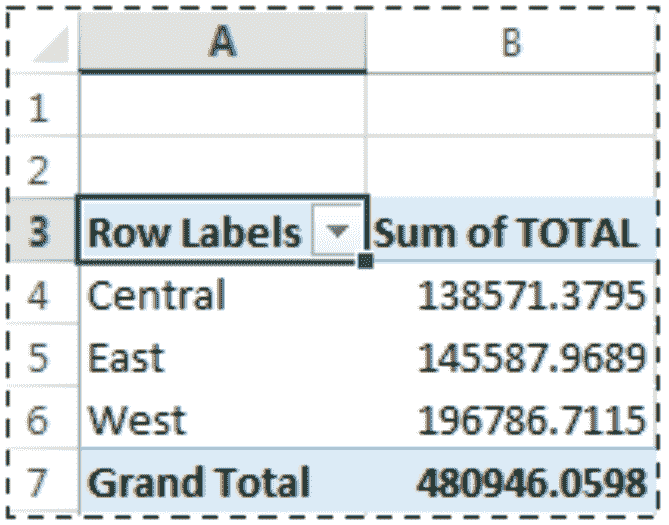 A B
1
2
3 Row Labels Sum of TOTAL
4 Central 138571.3795
5 East 145587.9689
6 West 196786.7115
7 Grand Total 480946.0598